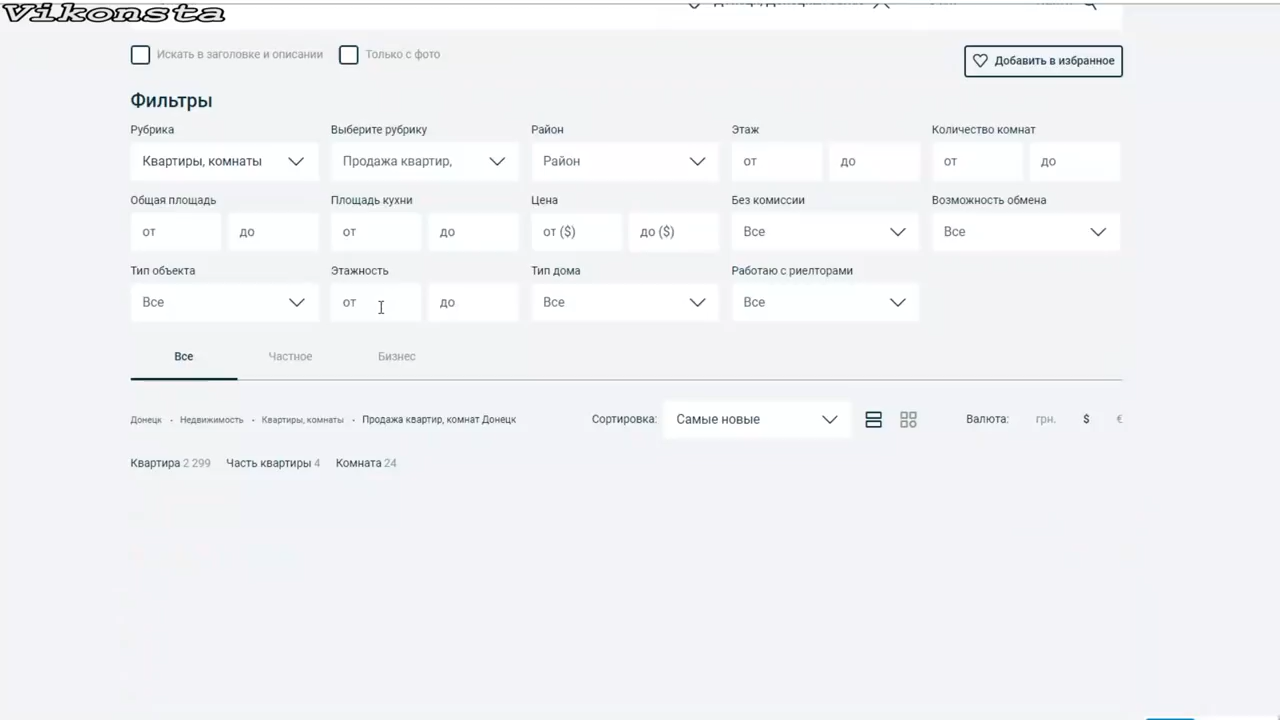 Vikonsta
Искать в заголовке и описании Только с фото
Добавить в избранное
Фильтры
Рубрика Выберите рубрику Район Этаж Количество комнат
Квартиры, комнаты Продажа квартир, Район от до от до
Общая площадь Площадь кухни Цена Без комиссии Возможность обмена
от до от до от ($) до ($) Все Все
Тип объекта Этажность Тип дома Работаю с риелторами
Все от до Все Все
Все Частное Бизнес
Донецк • Недвижимость • Квартиры, комнаты • Продажа квартир, комнат Донецк Сортировка: Самые новые Валюта: грн. $ €
Квартира 2 299 Часть квартиры 4 Комната 24